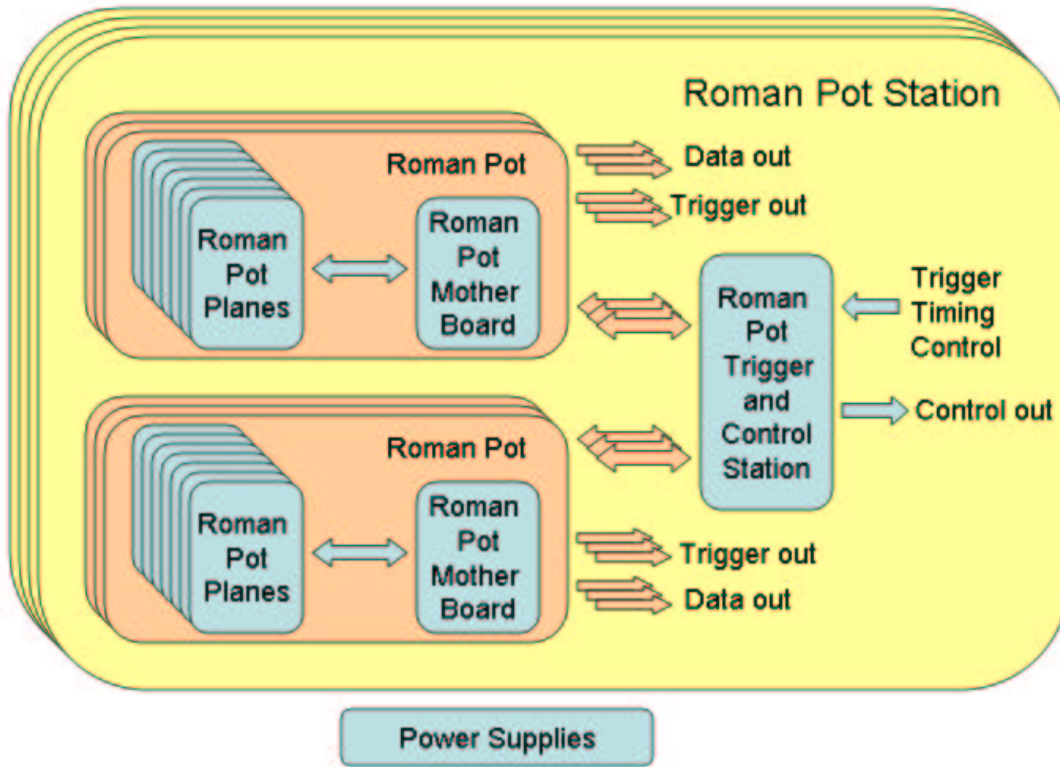 Roman Pot Station
Roman Pot
Roman
Pot
Planes
Roman
Pot
Mother
Board
Data out
Trigger out
Roman
Pot
Trigger
and
Control
Station
Trigger
Timing
Control
Control out
Roman Pot
Roman
Pot
Planes
Roman
Pot
Mother
Board
Trigger out
Data out
Power Supplies